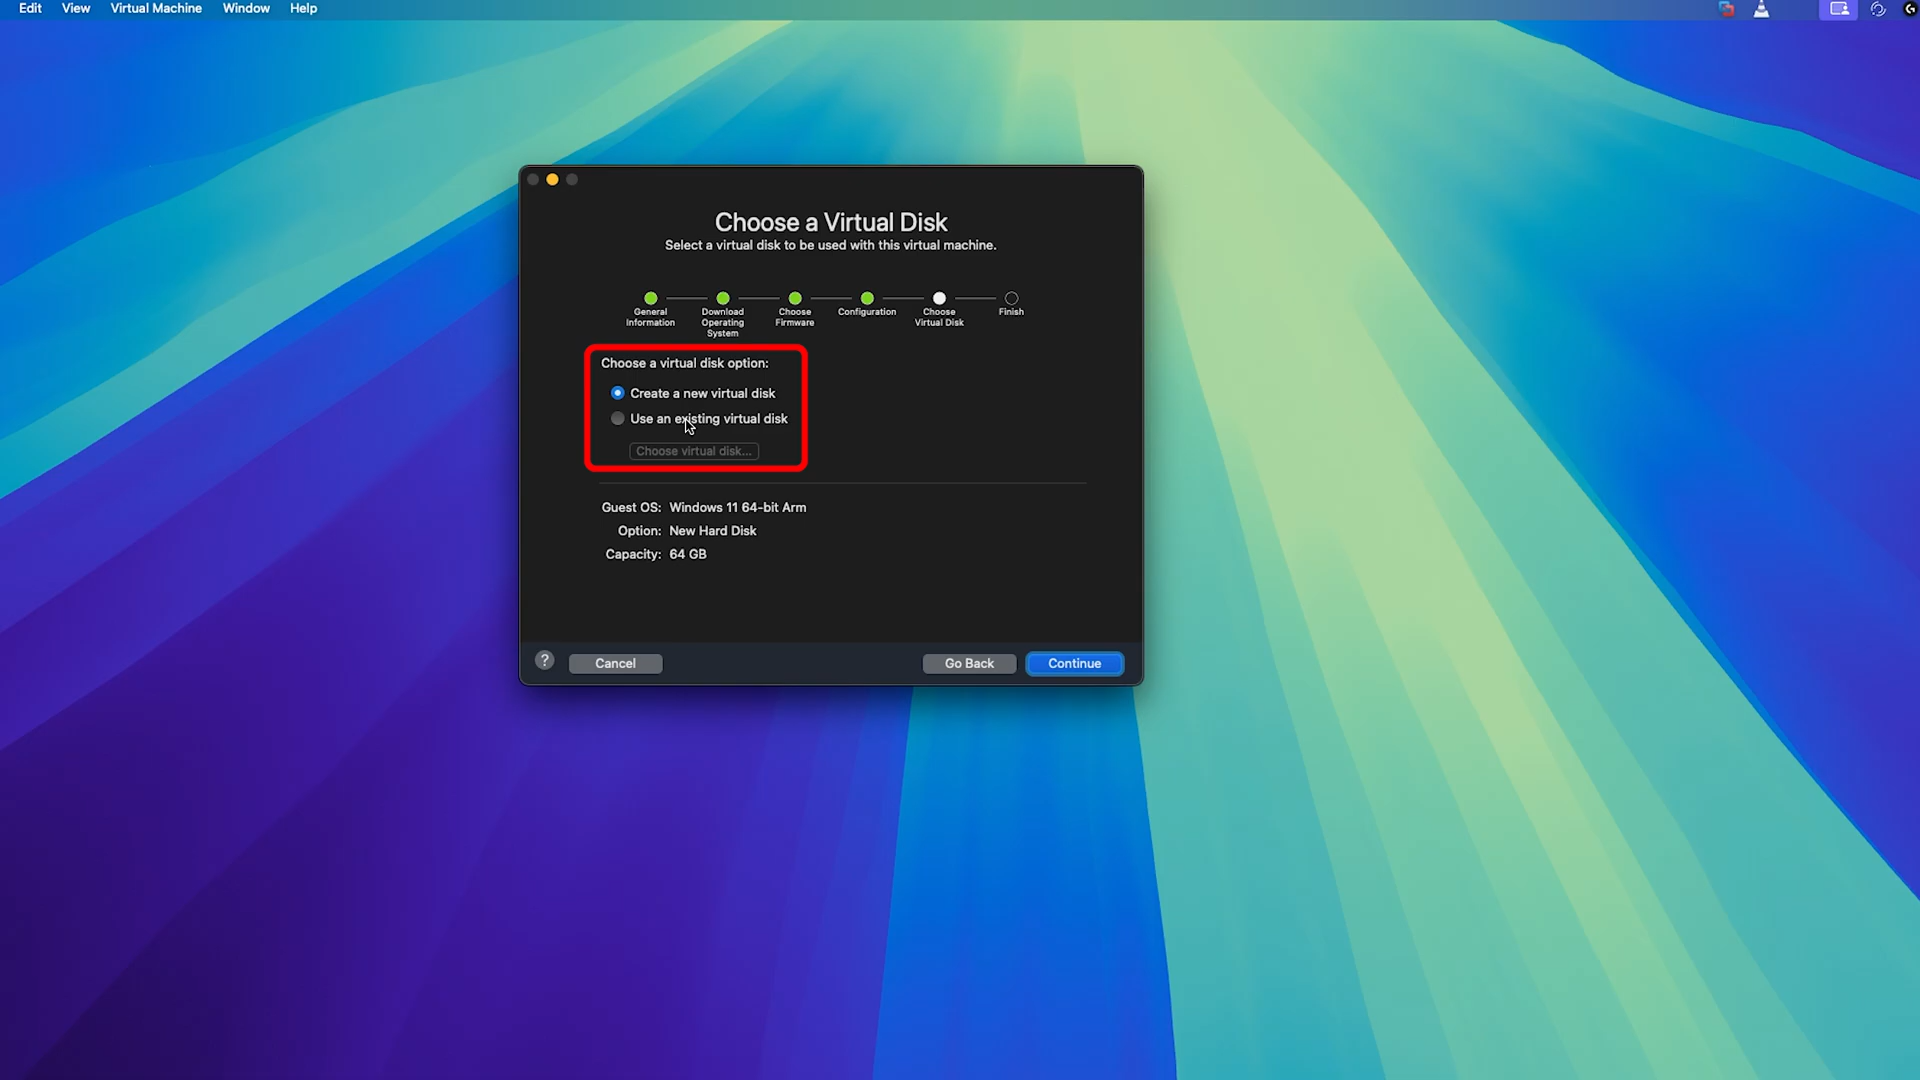 Edit View Virtual Machine Window Help
Choose a Virtual Disk
Select a virtual disk to be used with this virtual machine.
General Information
Download Operating System
Choose Firmware
Configuration
Choose Virtual Disk
Finish
Choose a virtual disk option:
Create a new virtual disk
Use an existing virtual disk
Choose virtual disk...
Guest OS: Windows 11 64-bit Arm
Option: New Hard Disk
Capacity: 64 GB
? Cancel Go Back Continue